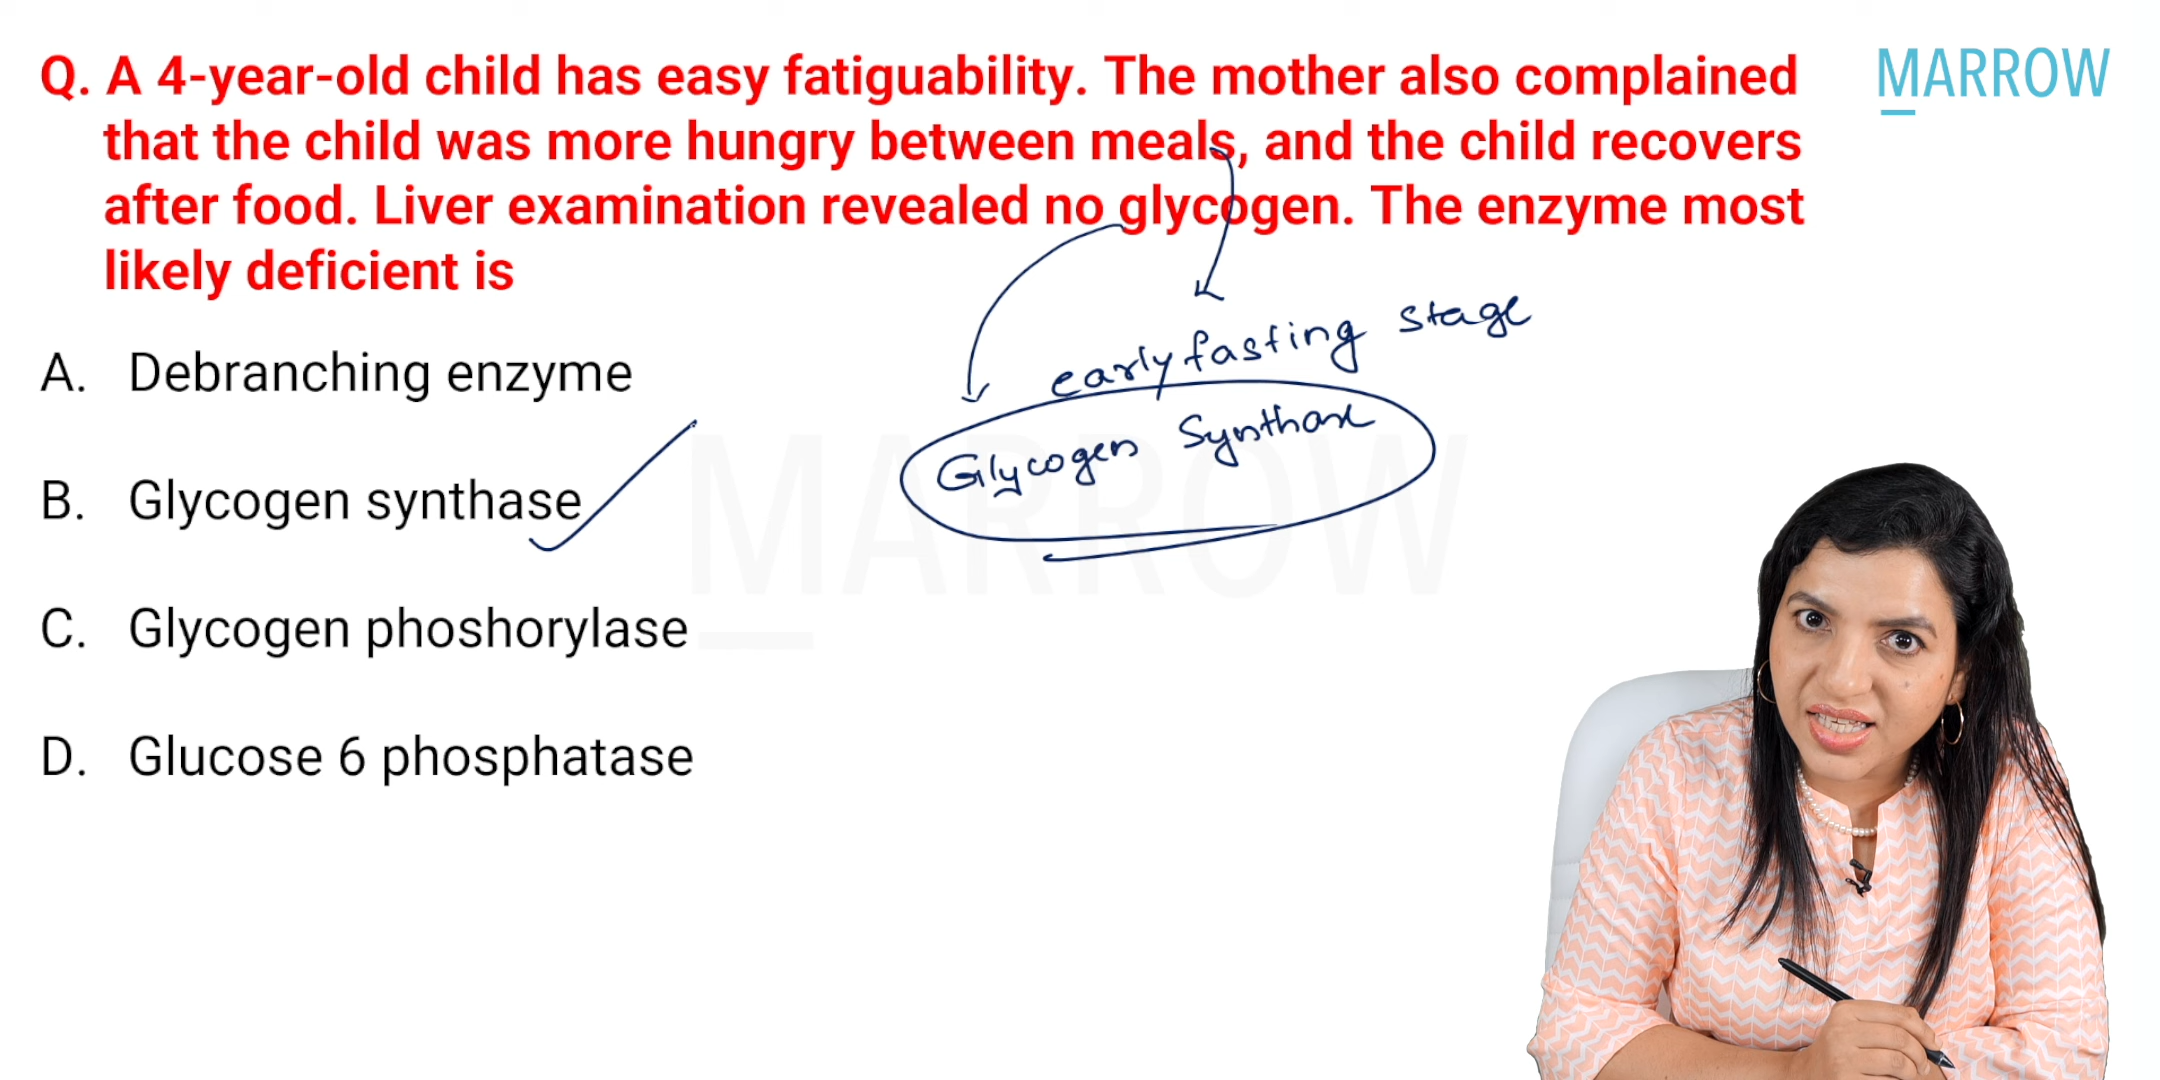 MARROW
Q. A 4-year-old child has easy fatiguability. The mother also complained
that the child was more hungry between meals, and the child recovers
after food. Liver examination revealed no glycogen. The enzyme most
likely deficient is
early fasting stage
Glycogen Synthase
A. Debranching enzyme
B. Glycogen synthase
C. Glycogen phoshorylase
D. Glucose 6 phosphatase
MARROW